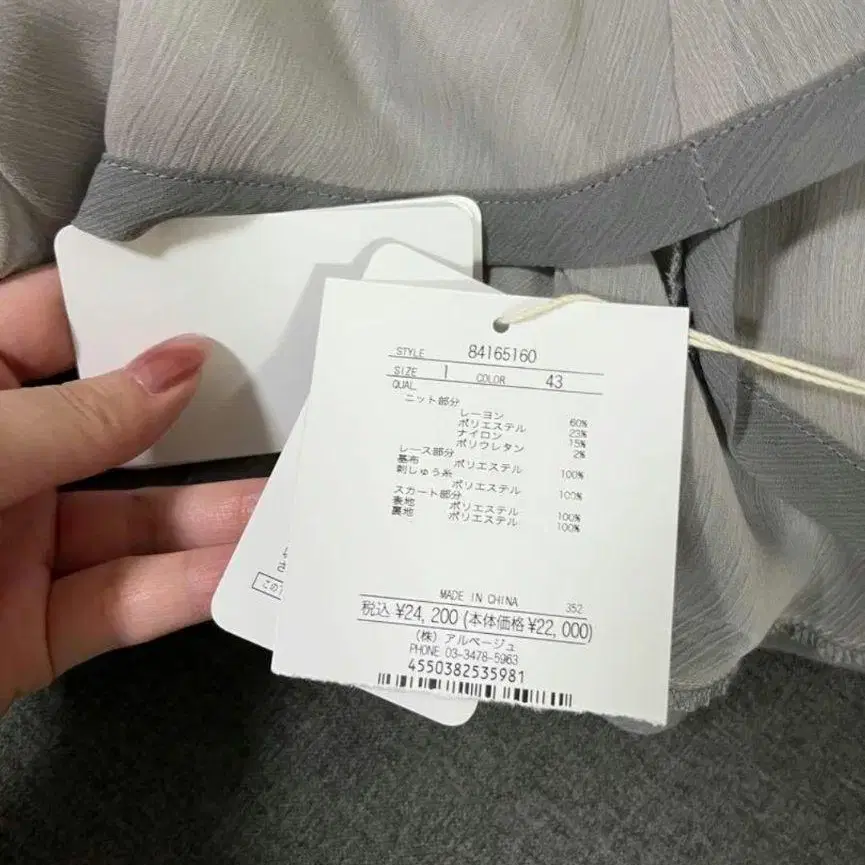 STYLE 84165160
SIZE 1 COLOR 43
QUAL
ニット部分
レーヨン 60%
ポリエステル 23%
ナイロン 15%
ポリウレタン 2%
レース部分
基布 ポリエステル 100%
刺しゅう糸
ポリエステル 100%
スカート部分
表地 ポリエステル 100%
裏地 ポリエステル 100%
MADE IN CHINA 352
税込 ¥24,200(本体価格¥22,000)
(株) アルページュ
PHONE 03-3478-5963
4550382535981
この